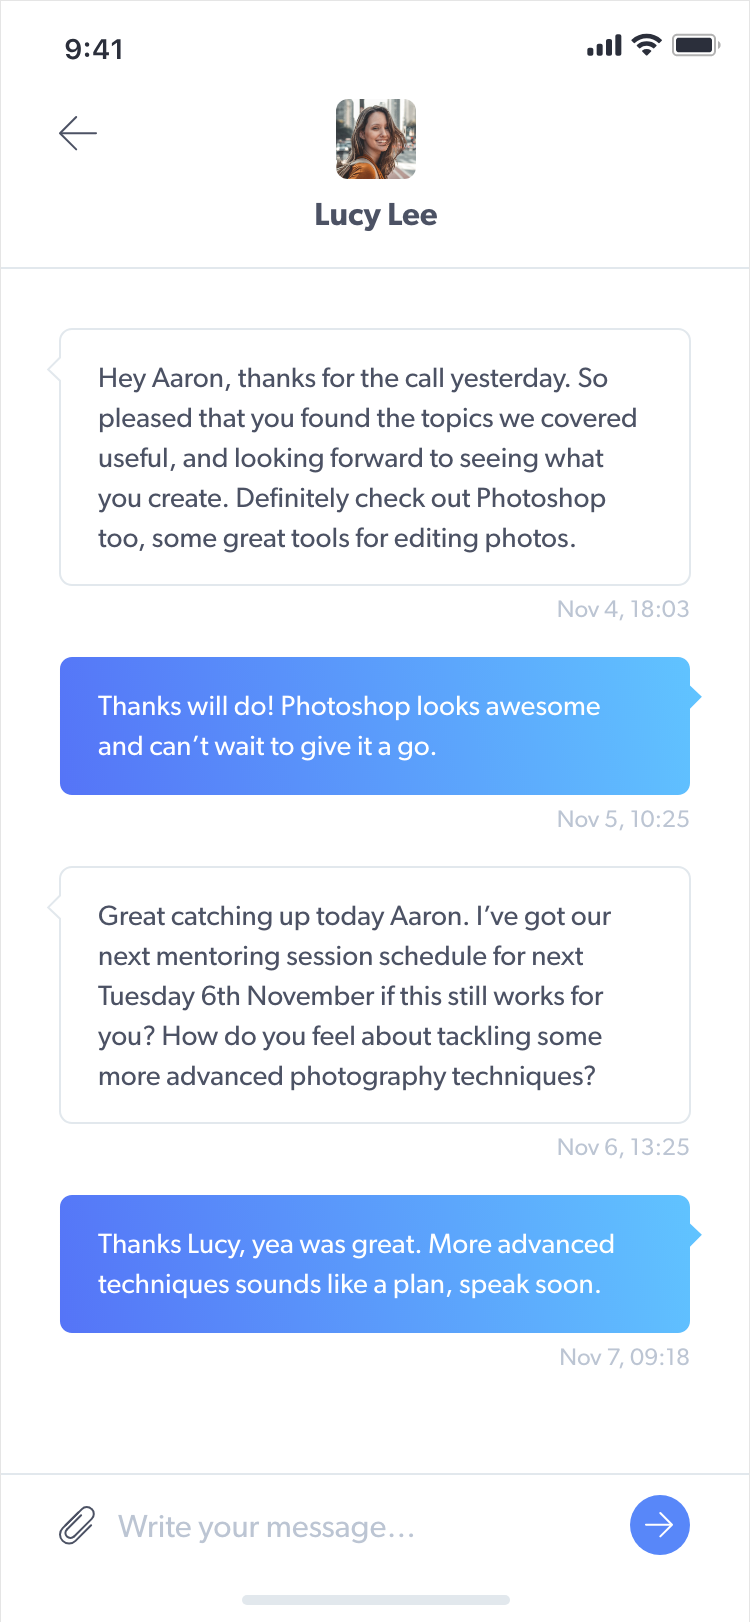 9:41
Lucy Lee
Hey Aaron, thanks for the call yesterday. So
pleased that you found the topics we covered
useful, and looking forward to seeing what
you create. Definitely check out Photoshop
too, some great tools for editing photos.
Nov 4, 18:03
Thanks will do! Photoshop looks awesome
and can’t wait to give it a go.
Nov 5, 10:25
Great catching up today Aaron. I’ve got our
next mentoring session schedule for next
Tuesday 6th November if this still works for
you? How do you feel about tackling some
more advanced photography techniques?
Nov 6, 13:25
Thanks Lucy, yea was great. More advanced
techniques sounds like a plan, speak soon.
Nov 7, 09:18
Write your message...